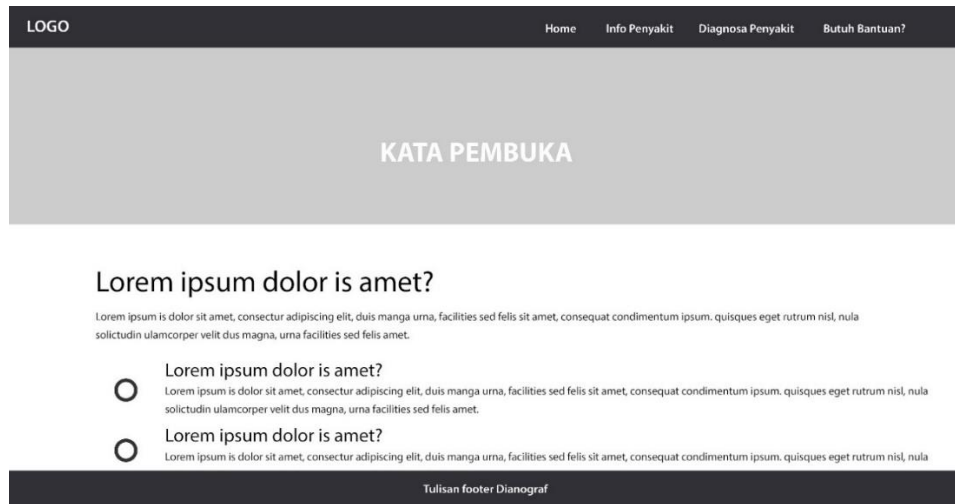 LOGO
Home Info Penyakit Diagnosa Penyakit Butuh Bantuan?
KATA PEMBUKA
Lorem ipsum dolor is amet?
Lorem ipsum is dolor sit amet, consectur adipiscing elit, duis manga urna, facilities sed felis sit amet, consequat condimentum ipsum. quisques eget rutrum nisl, nula
solictudin ulamcorper velit dus magna, urna facilities sed felis amet.
Lorem ipsum dolor is amet?
Lorem ipsum is dolor sit amet, consectur adipiscing elit, duis manga urna, facilities sed felis sit amet, consequat condimentum ipsum. quisques eget rutrum nisl, nula
solictudin ulamcorper velit dus magna, urna facilities sed felis amet.
Lorem ipsum dolor is amet?
Lorem ipsum is dolor sit amet, consectur adipiscing elit, duis manga urna, facilities sed felis sit amet, consequat condimentum ipsum. quisques eget rutrum nisl, nula
Tulisan footer Dianograf